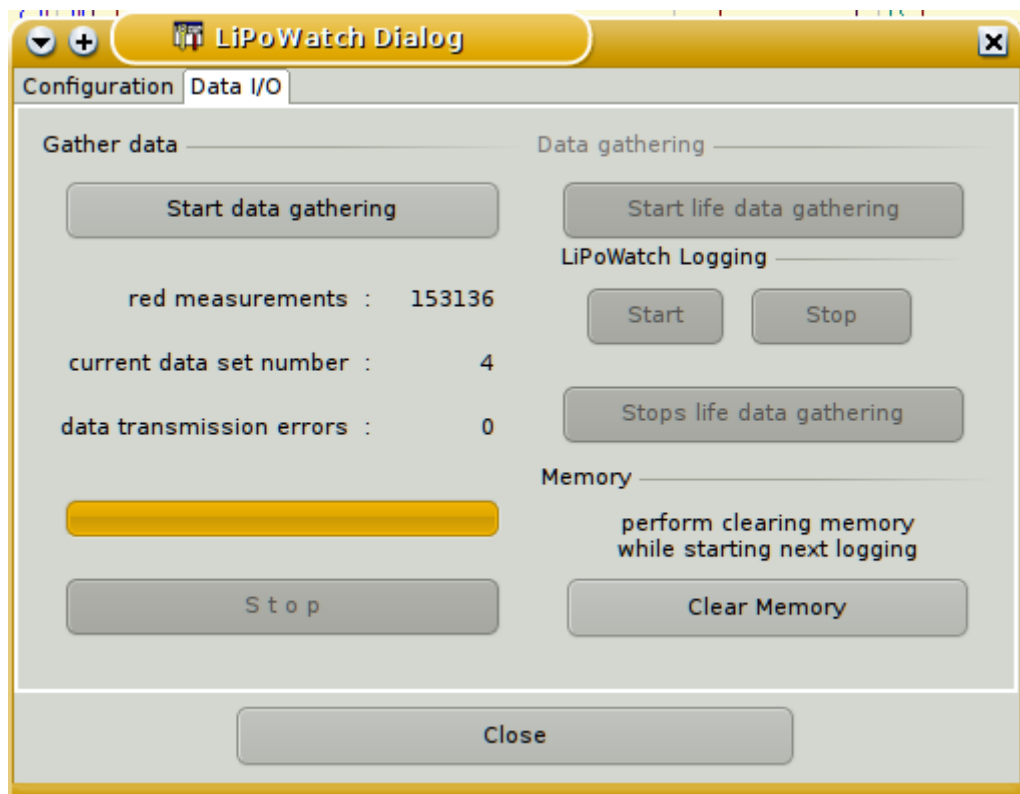 LiPoWatch Dialog
Configuration Data I/O
Gather data
Start data gathering
red measurements : 153136
current data set number : 4
data transmission errors : 0
S t o p
Data gathering
Start life data gathering
LiPoWatch Logging
Start Stop
Stops life data gathering
Memory
perform clearing memory
while starting next logging
Clear Memory
Close